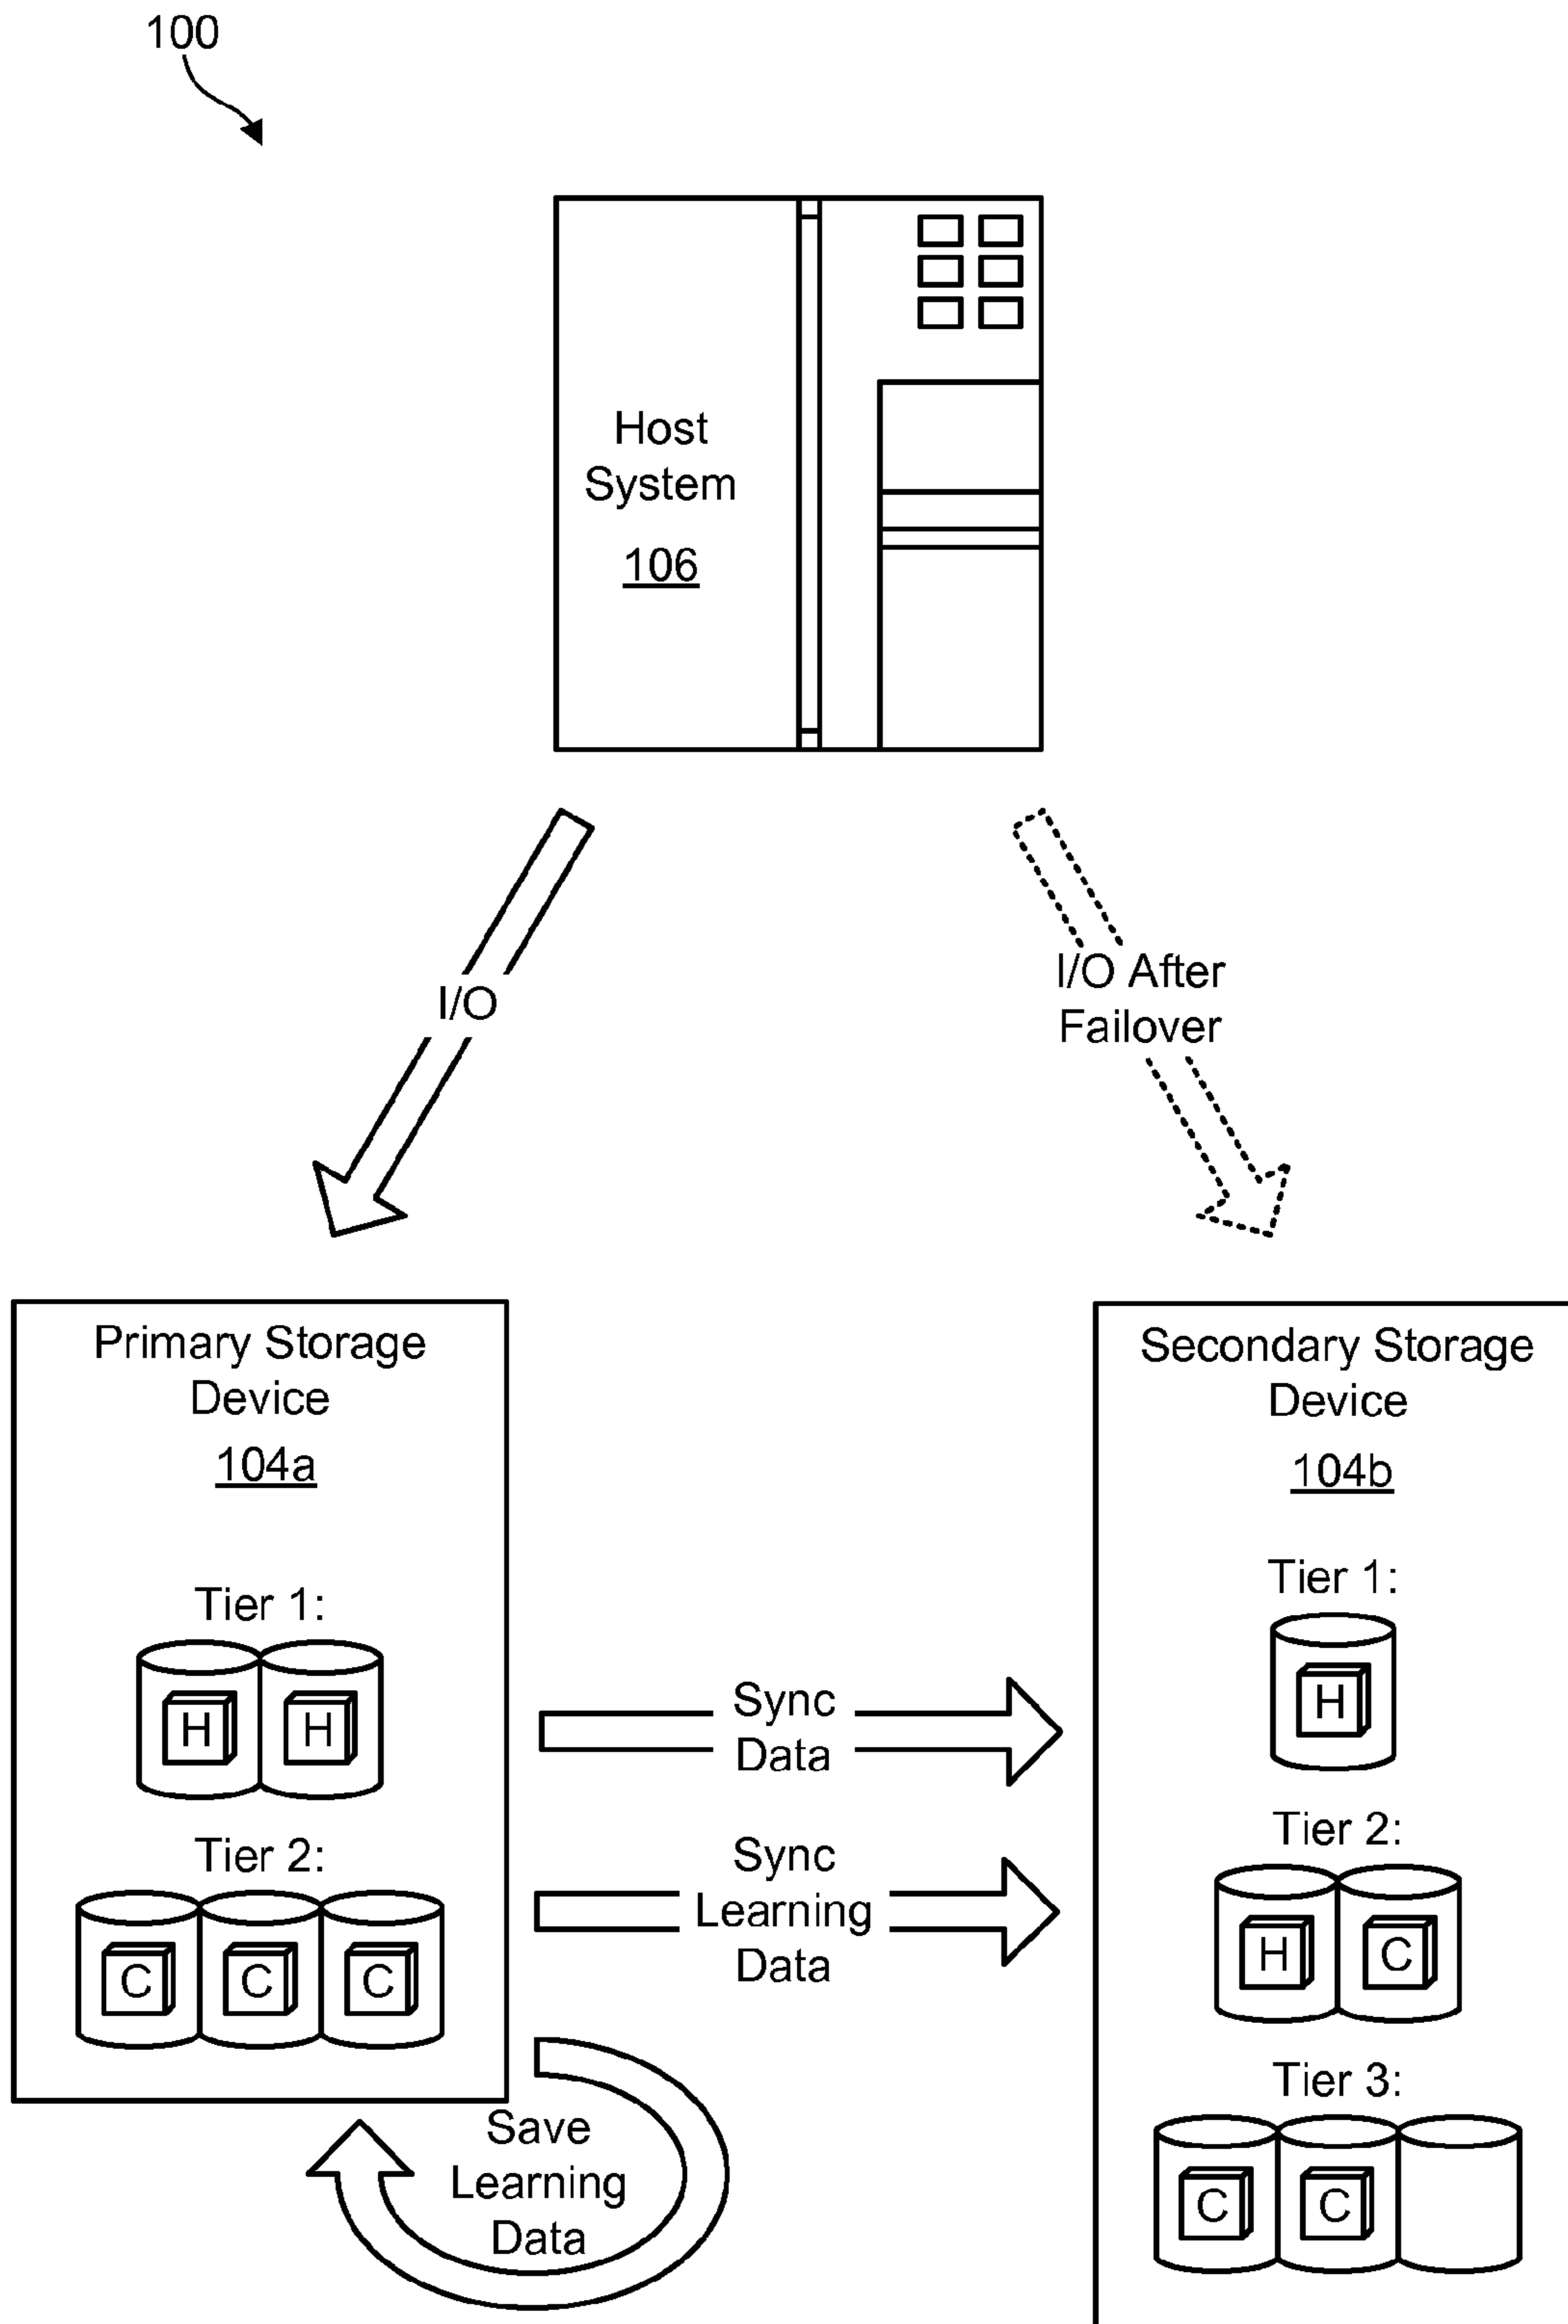 100
Host
System
106
I/O
I/O After
Failover
Primary Storage
Device
104a
Tier 1:
H H
Tier 2:
C C C
Sync
Data
Sync
Learning
Data
Save
Learning
Data
Secondary Storage
Device
104b
Tier 1:
H
Tier 2:
H C
Tier 3:
C C